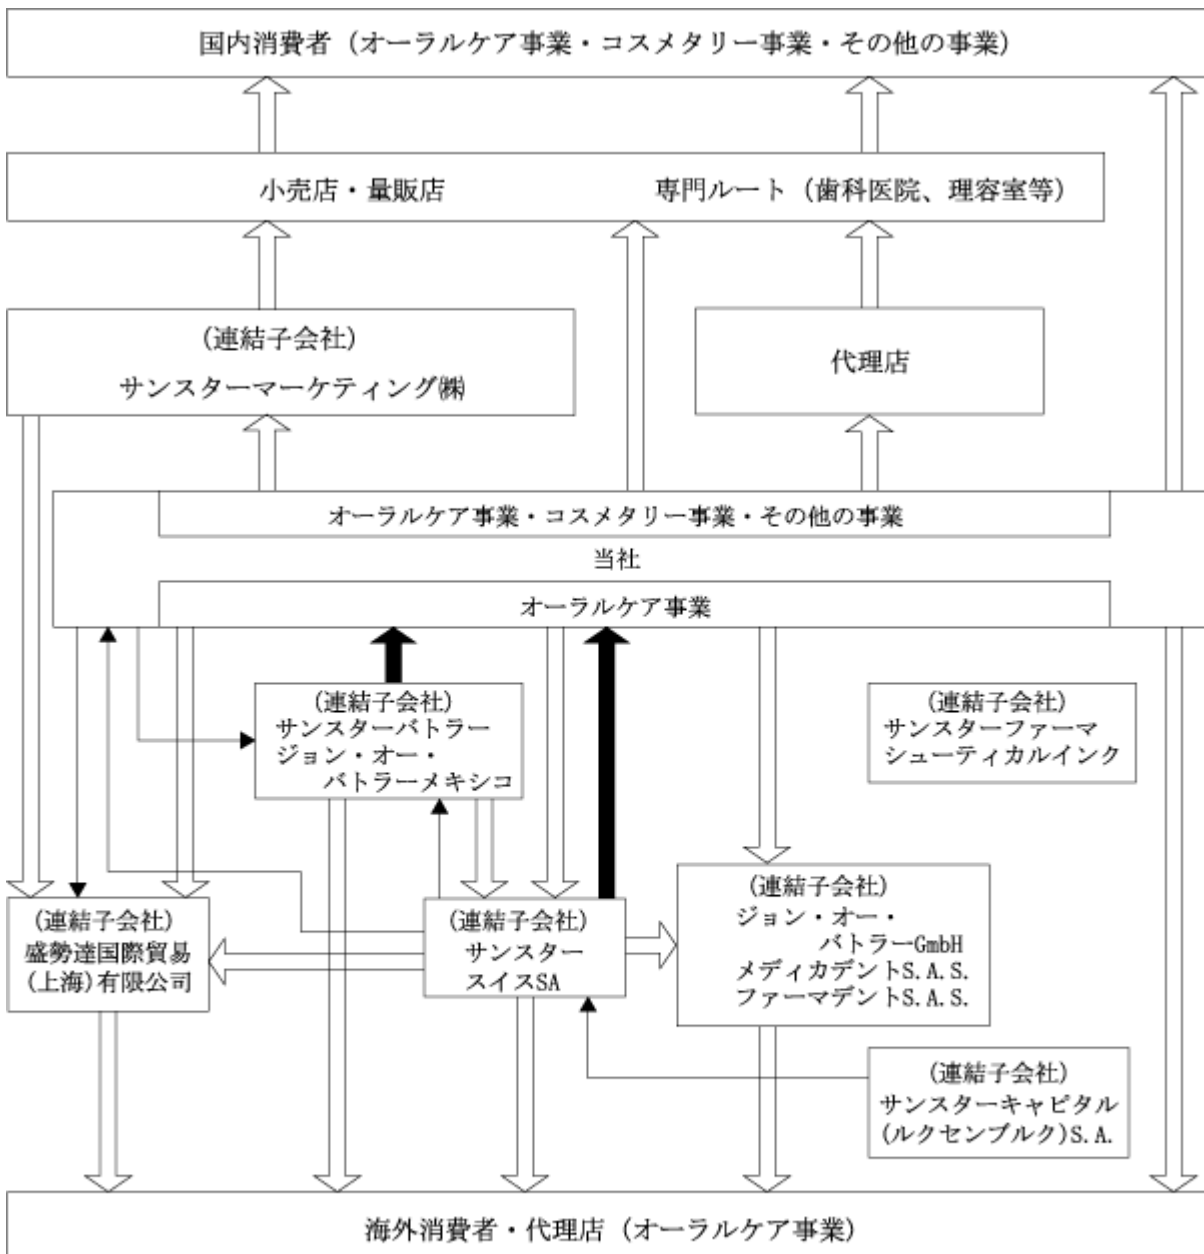 国内消費者（オーラルケア事業・コスメタリー事業・その他の事業）
小売店・量販店
専門ルート（歯科医院、理容室等）
(連結子会社)
サンスターマーケティング㈱
代理店
オーラルケア事業・コスメタリー事業・その他の事業
当社
オーラルケア事業
(連結子会社)
サンスターバトラー
ジョン・オー・
バトラーメキシコ
(連結子会社)
サンスターファーマ
シューティカルインク
(連結子会社)
盛勢達国際貿易
(上海)有限公司
(連結子会社)
サンスター
スイスSA
(連結子会社)
ジョン・オー・
バトラーGmbH
メディカデントS.A.S.
ファーマデントS.A.S.
(連結子会社)
サンスターキャピタル
(ルクセンブルク)S.A.
海外消費者・代理店（オーラルケア事業）